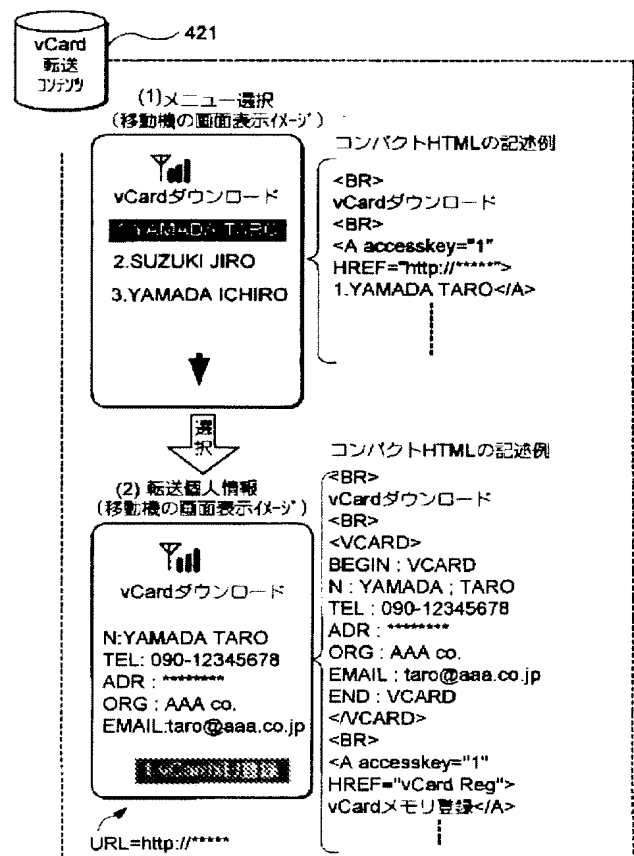 vCard
転送
コンテンツ
421
(1)メニュー選択
(移動機の画面表示イメージ)
vCardダウンロード
1.YAMADA TARO
2.SUZUKI JIRO
3.YAMADA ICHIRO
コンパクトHTMLの記述例
<BR>
vCardダウンロード
<BR>
<A accesskey="1"
HREF="http://*****">
1.YAMADA TARO</A>
選
択
(2) 転送個人情報
(移動機の画面表示イメージ)
vCardダウンロード
N:YAMADA TARO
TEL: 090-12345678
ADR : ********
ORG : AAA co.
EMAIL:taro@aaa.co.jp
URL=http://*****
コンパクトHTMLの記述例
<BR>
vCardダウンロード
<BR>
<VCARD>
BEGIN : VCARD
N : YAMADA ; TARO
TEL : 090-12345678
ADR : ********
ORG : AAA co.
EMAIL : taro@aaa.co.jp
END : VCARD
</VCARD>
<BR>
<A accesskey="1"
HREF="vCard Reg">
vCardメモリ登録</A>